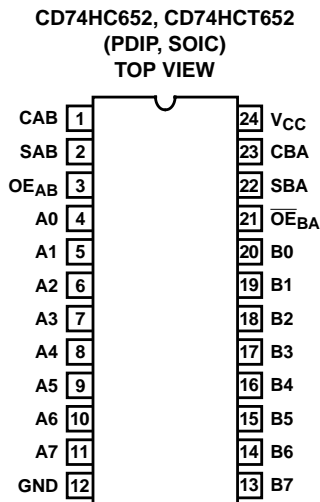 CD74HC652, CD74HCT652
(PDIP, SOIC)
TOP VIEW
CAB 1 24 VCC
SAB 2 23 CBA
OEAB 3 22 SBA
A0 4 21 O̅E̅BA
A1 5 20 B0
A2 6 19 B1
A3 7 18 B2
A4 8 17 B3
A5 9 16 B4
A6 10 15 B5
A7 11 14 B6
GND 12 13 B7